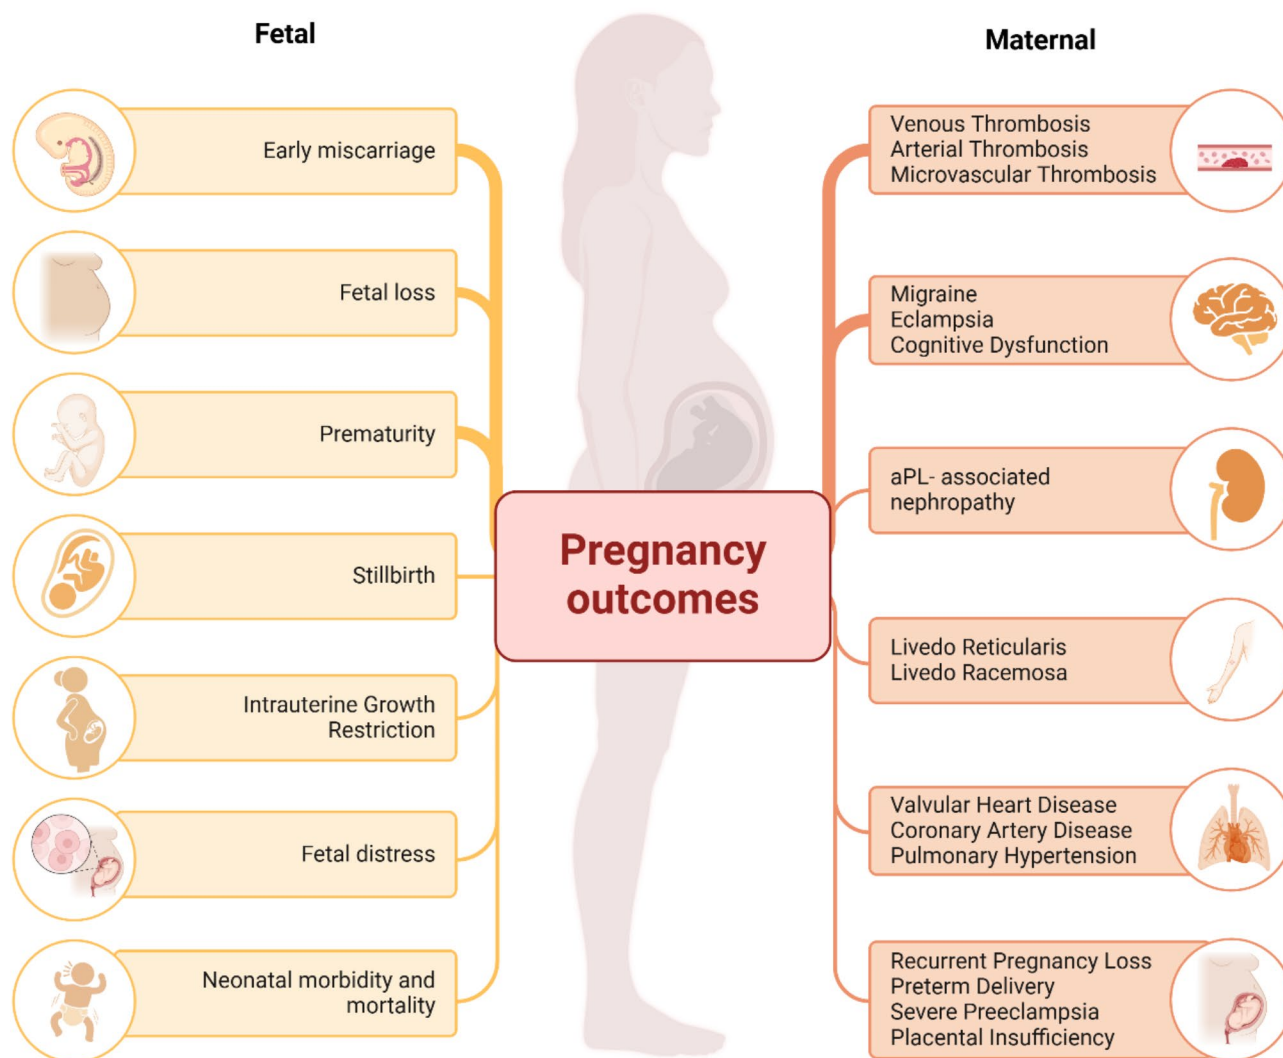 Fetal
Early miscarriage
Fetal loss
Prematurity
Stillbirth
Intrauterine Growth
Restriction
Fetal distress
Neonatal morbidity and
mortality
Pregnancy
outcomes
Maternal
Venous Thrombosis
Arterial Thrombosis
Microvascular Thrombosis
Migraine
Eclampsia
Cognitive Dysfunction
aPL- associated
nephropathy
Livedo Reticularis
Livedo Racemosa
Valvular Heart Disease
Coronary Artery Disease
Pulmonary Hypertension
Recurrent Pregnancy Loss
Preterm Delivery
Severe Preeclampsia
Placental Insufficiency